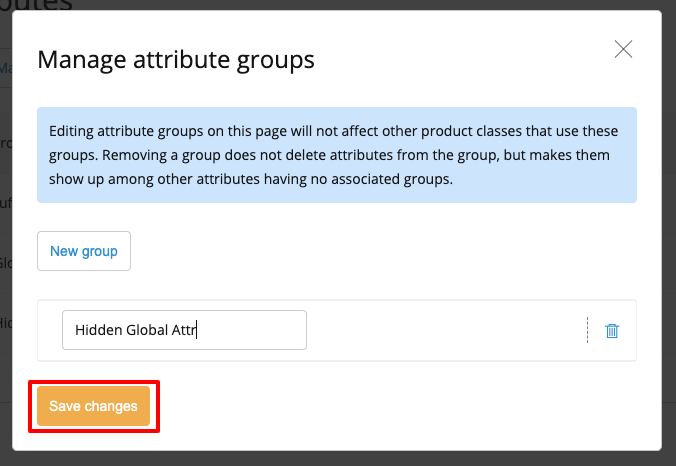 Manage attribute groups
Editing attribute groups on this page will not affect other product classes that use these
groups. Removing a group does not delete attributes from the group, but makes them
show up among other attributes having no associated groups.
New group
Hidden Global Attr
Save changes